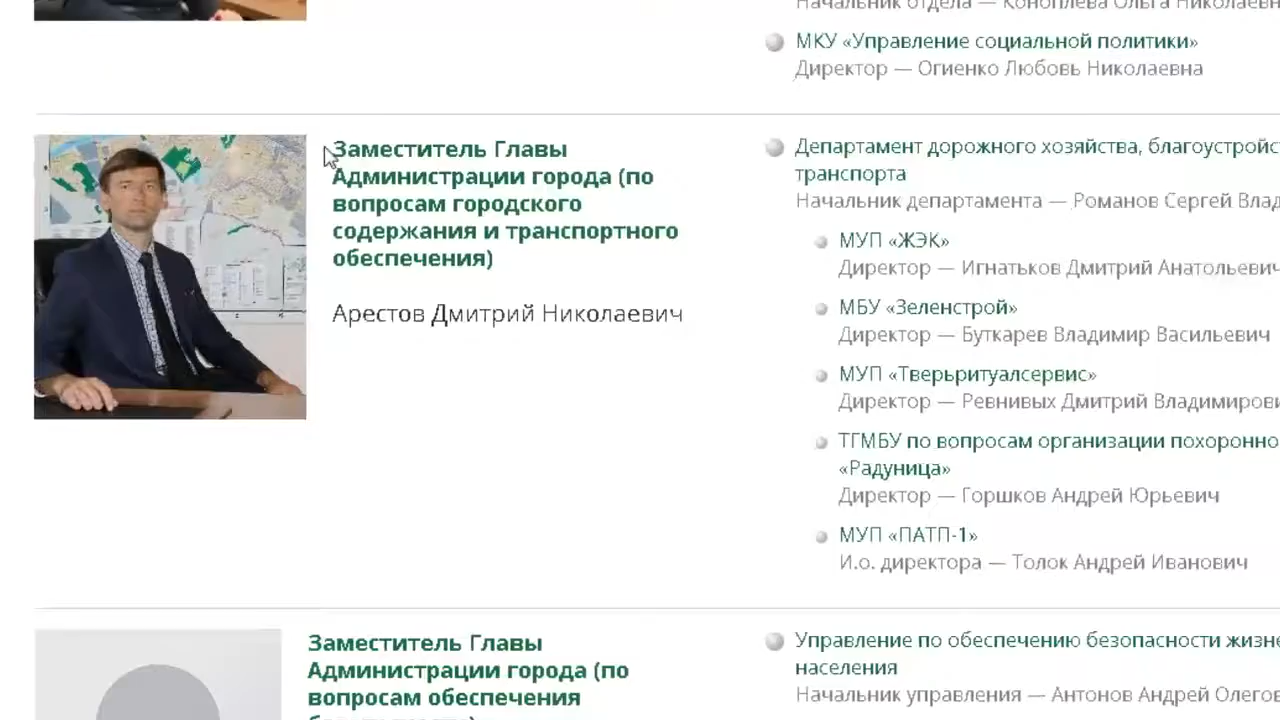 МКУ «Управление социальной политики»
Директор — Огиенко Любовь Николаевна
Заместитель Главы
Администрации города (по
вопросам городского
содержания и транспортного
обеспечения)
Арестов Дмитрий Николаевич
Департамент дорожного хозяйства,
транспорта
Начальник департамента — Романов Сергей
МУП «ЖЭК»
Директор — Игнатьков Дмитрий Анатольевич
МБУ «Зеленстрой»
Директор — Буткарев Владимир Васильевич
МУП «Тверьритуалсервис»
Директор — Ревнивых Дмитрий
ТГМБУ по вопросам организации
«Радуница»
Директор — Горшков Андрей Юрьевич
МУП «ПАТП-1»
И.о. директора — Толок Андрей Иванович
Заместитель Главы
Администрации города (по
вопросам обеспечения
Управление по обеспечению безопасности
населения
Начальник управления — Антонов Андрей